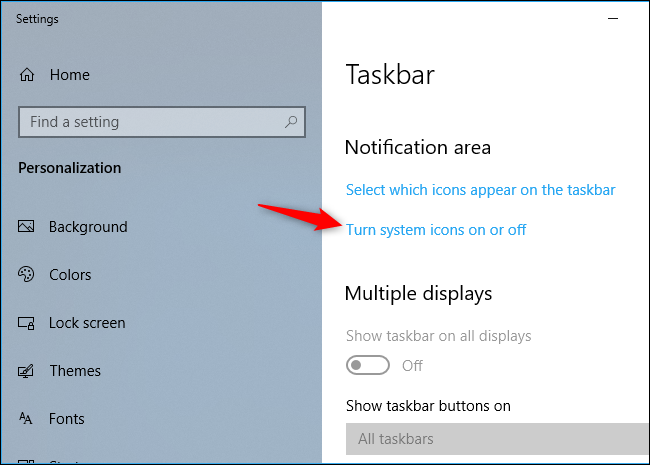 Settings
Home
Find a setting
Personalization
Background
Colors
Lock screen
Themes
Fonts
Taskbar
Notification area
Select which icons appear on the taskbar
Turn system icons on or off
Multiple displays
Show taskbar on all displays
Off
Show taskbar buttons on
All taskbars